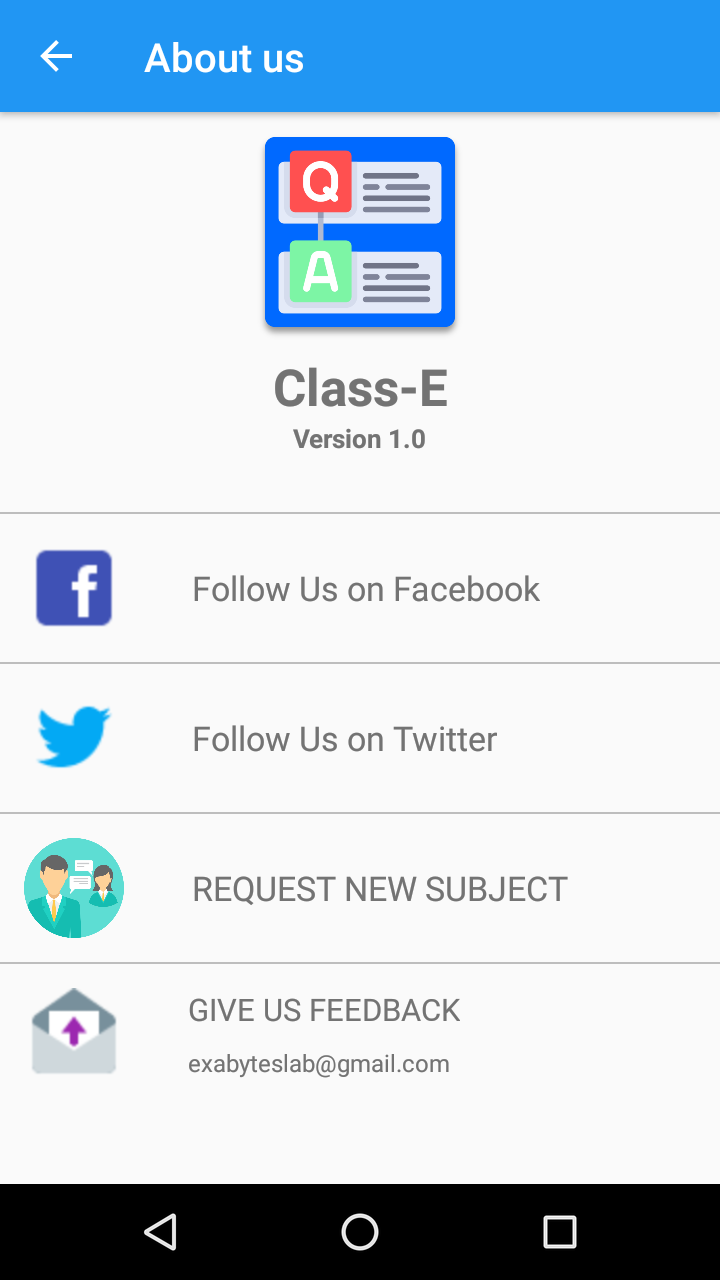 About us
Q
A
Class-E
Version 1.0
f
Follow Us on Facebook
Follow Us on Twitter
REQUEST NEW SUBJECT
GIVE US FEEDBACK
exabyteslab@gmail.com